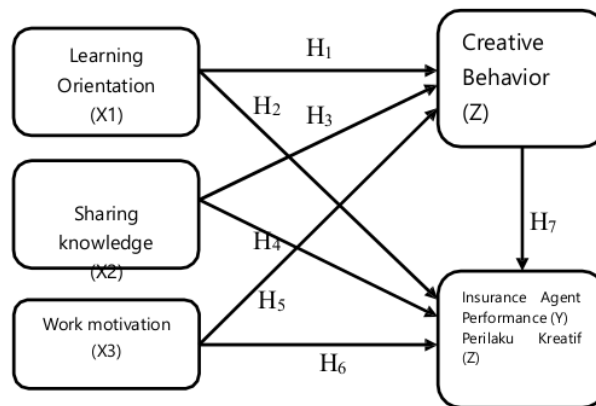 Learning
Orientation
(X1)
H₁
Creative
Behavior
(Z)
H₂
H₃
Sharing
knowledge
(X2)
H₄
H₇
H₅
Work motivation
(X3)
H₆
Insurance Agent
Performance (Y)
Perilaku Kreatif
(Z)